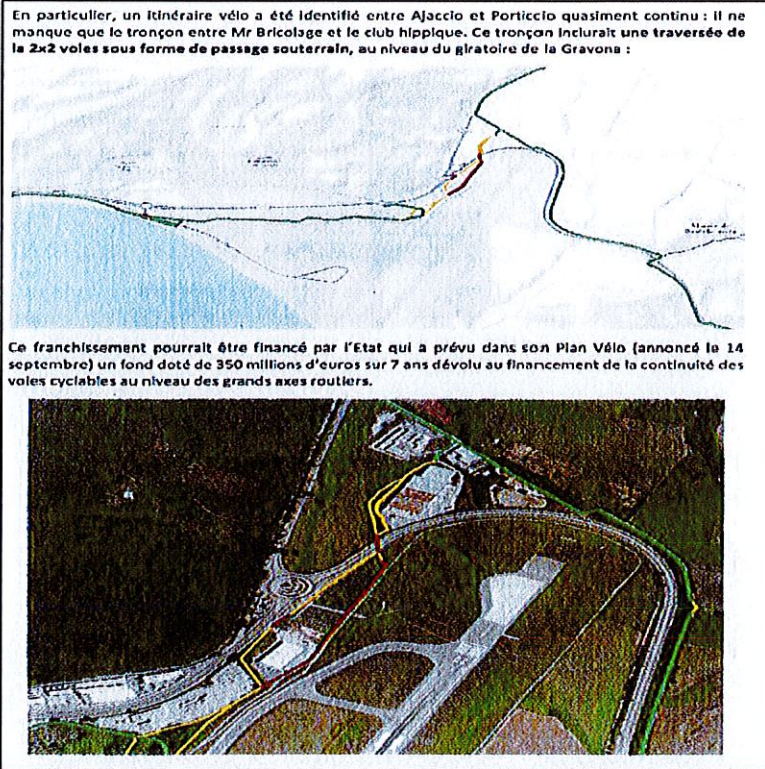 En particulier, un itinéraire vélo a été identifié entre Ajaccio et Porticcio quasiment continu : il ne
manque que le tronçon entre Mr Bricolage et le club hippique. Ce tronçon inclurait une traversée de
la 2x2 voies sous forme de passage souterrain, au niveau du giratoire de la Gravona :
Ce franchissement pourrait être financé par l'Etat qui a prévu dans son Plan Vélo (annoncé le 14
septembre) un fond doté de 350 millions d'euros sur 7 ans dévolu au financement de la continuité des
voies cyclables au niveau des grands axes routiers.